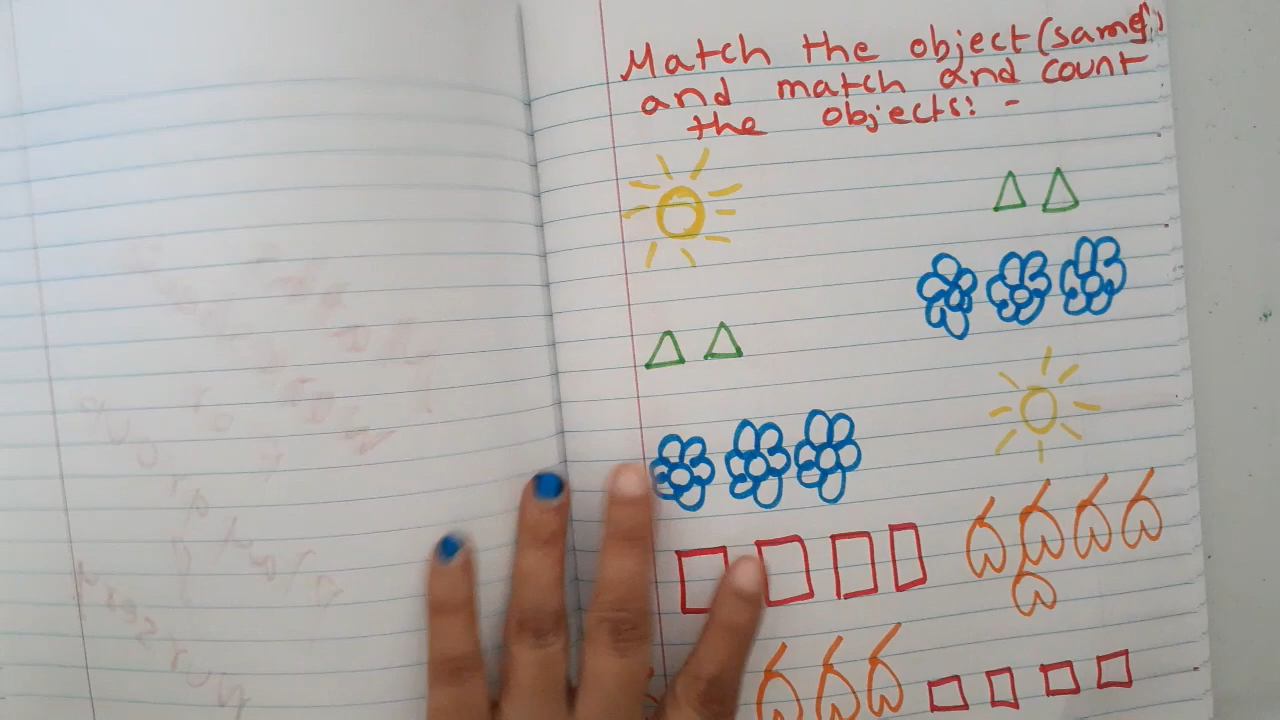 Match the object (same)
and match and count
the objects: -